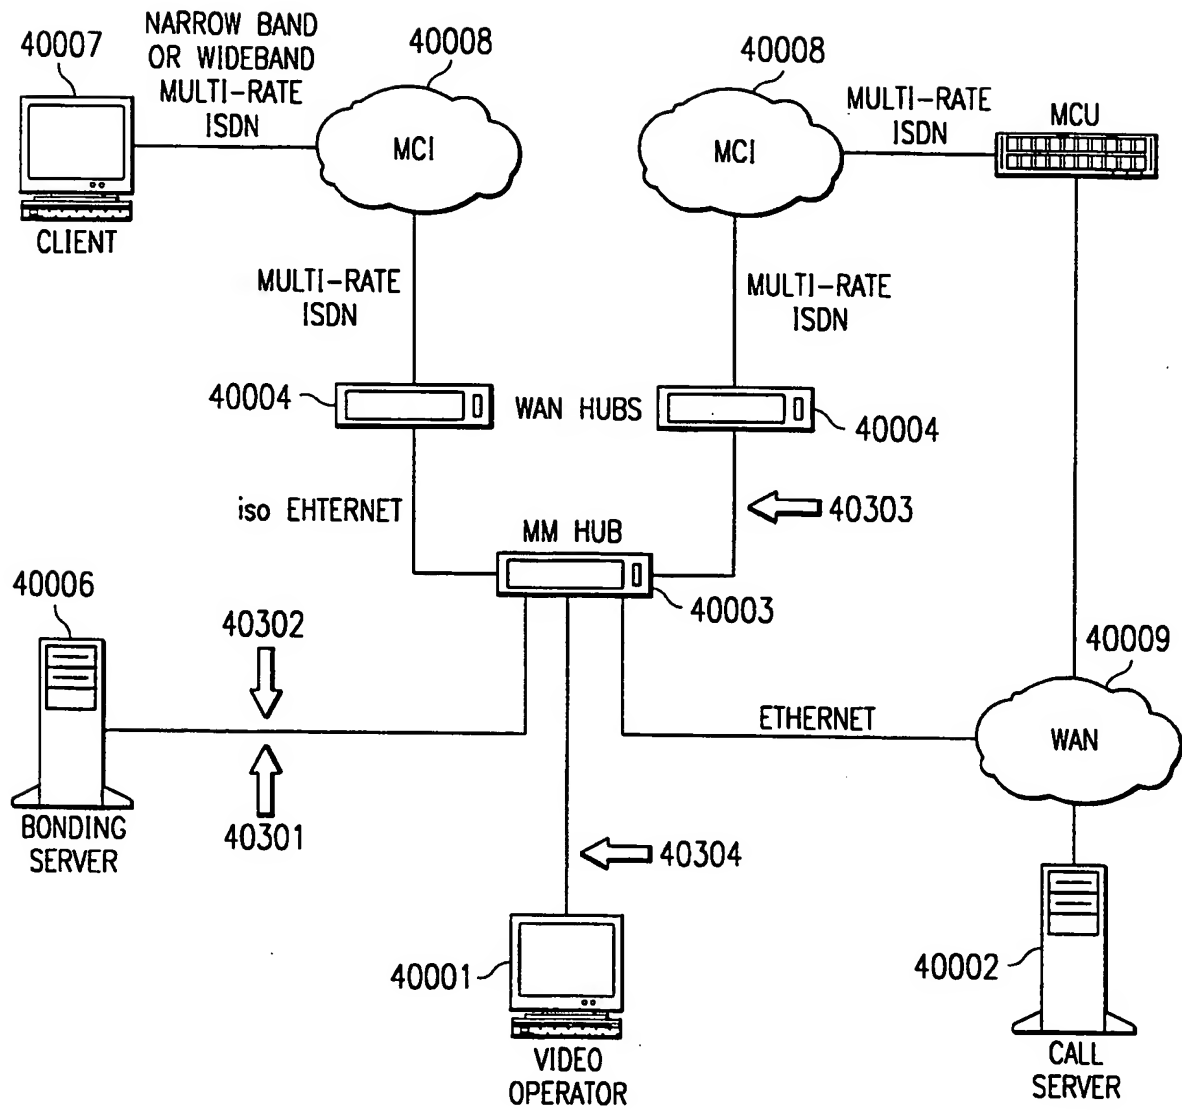 40007
NARROW BAND
OR WIDEBAND
MULTI-RATE
ISDN
40008
40008
MULTI-RATE
ISDN
MCU
MCI
MCI
CLIENT
MULTI-RATE
ISDN
MULTI-RATE
ISDN
40004
WAN HUBS
40004
iso EHTERNET
40303
MM HUB
40006
40003
40302
40009
ETHERNET
WAN
BONDING
SERVER
40301
40304
40001
40002
VIDEO
OPERATOR
CALL
SERVER